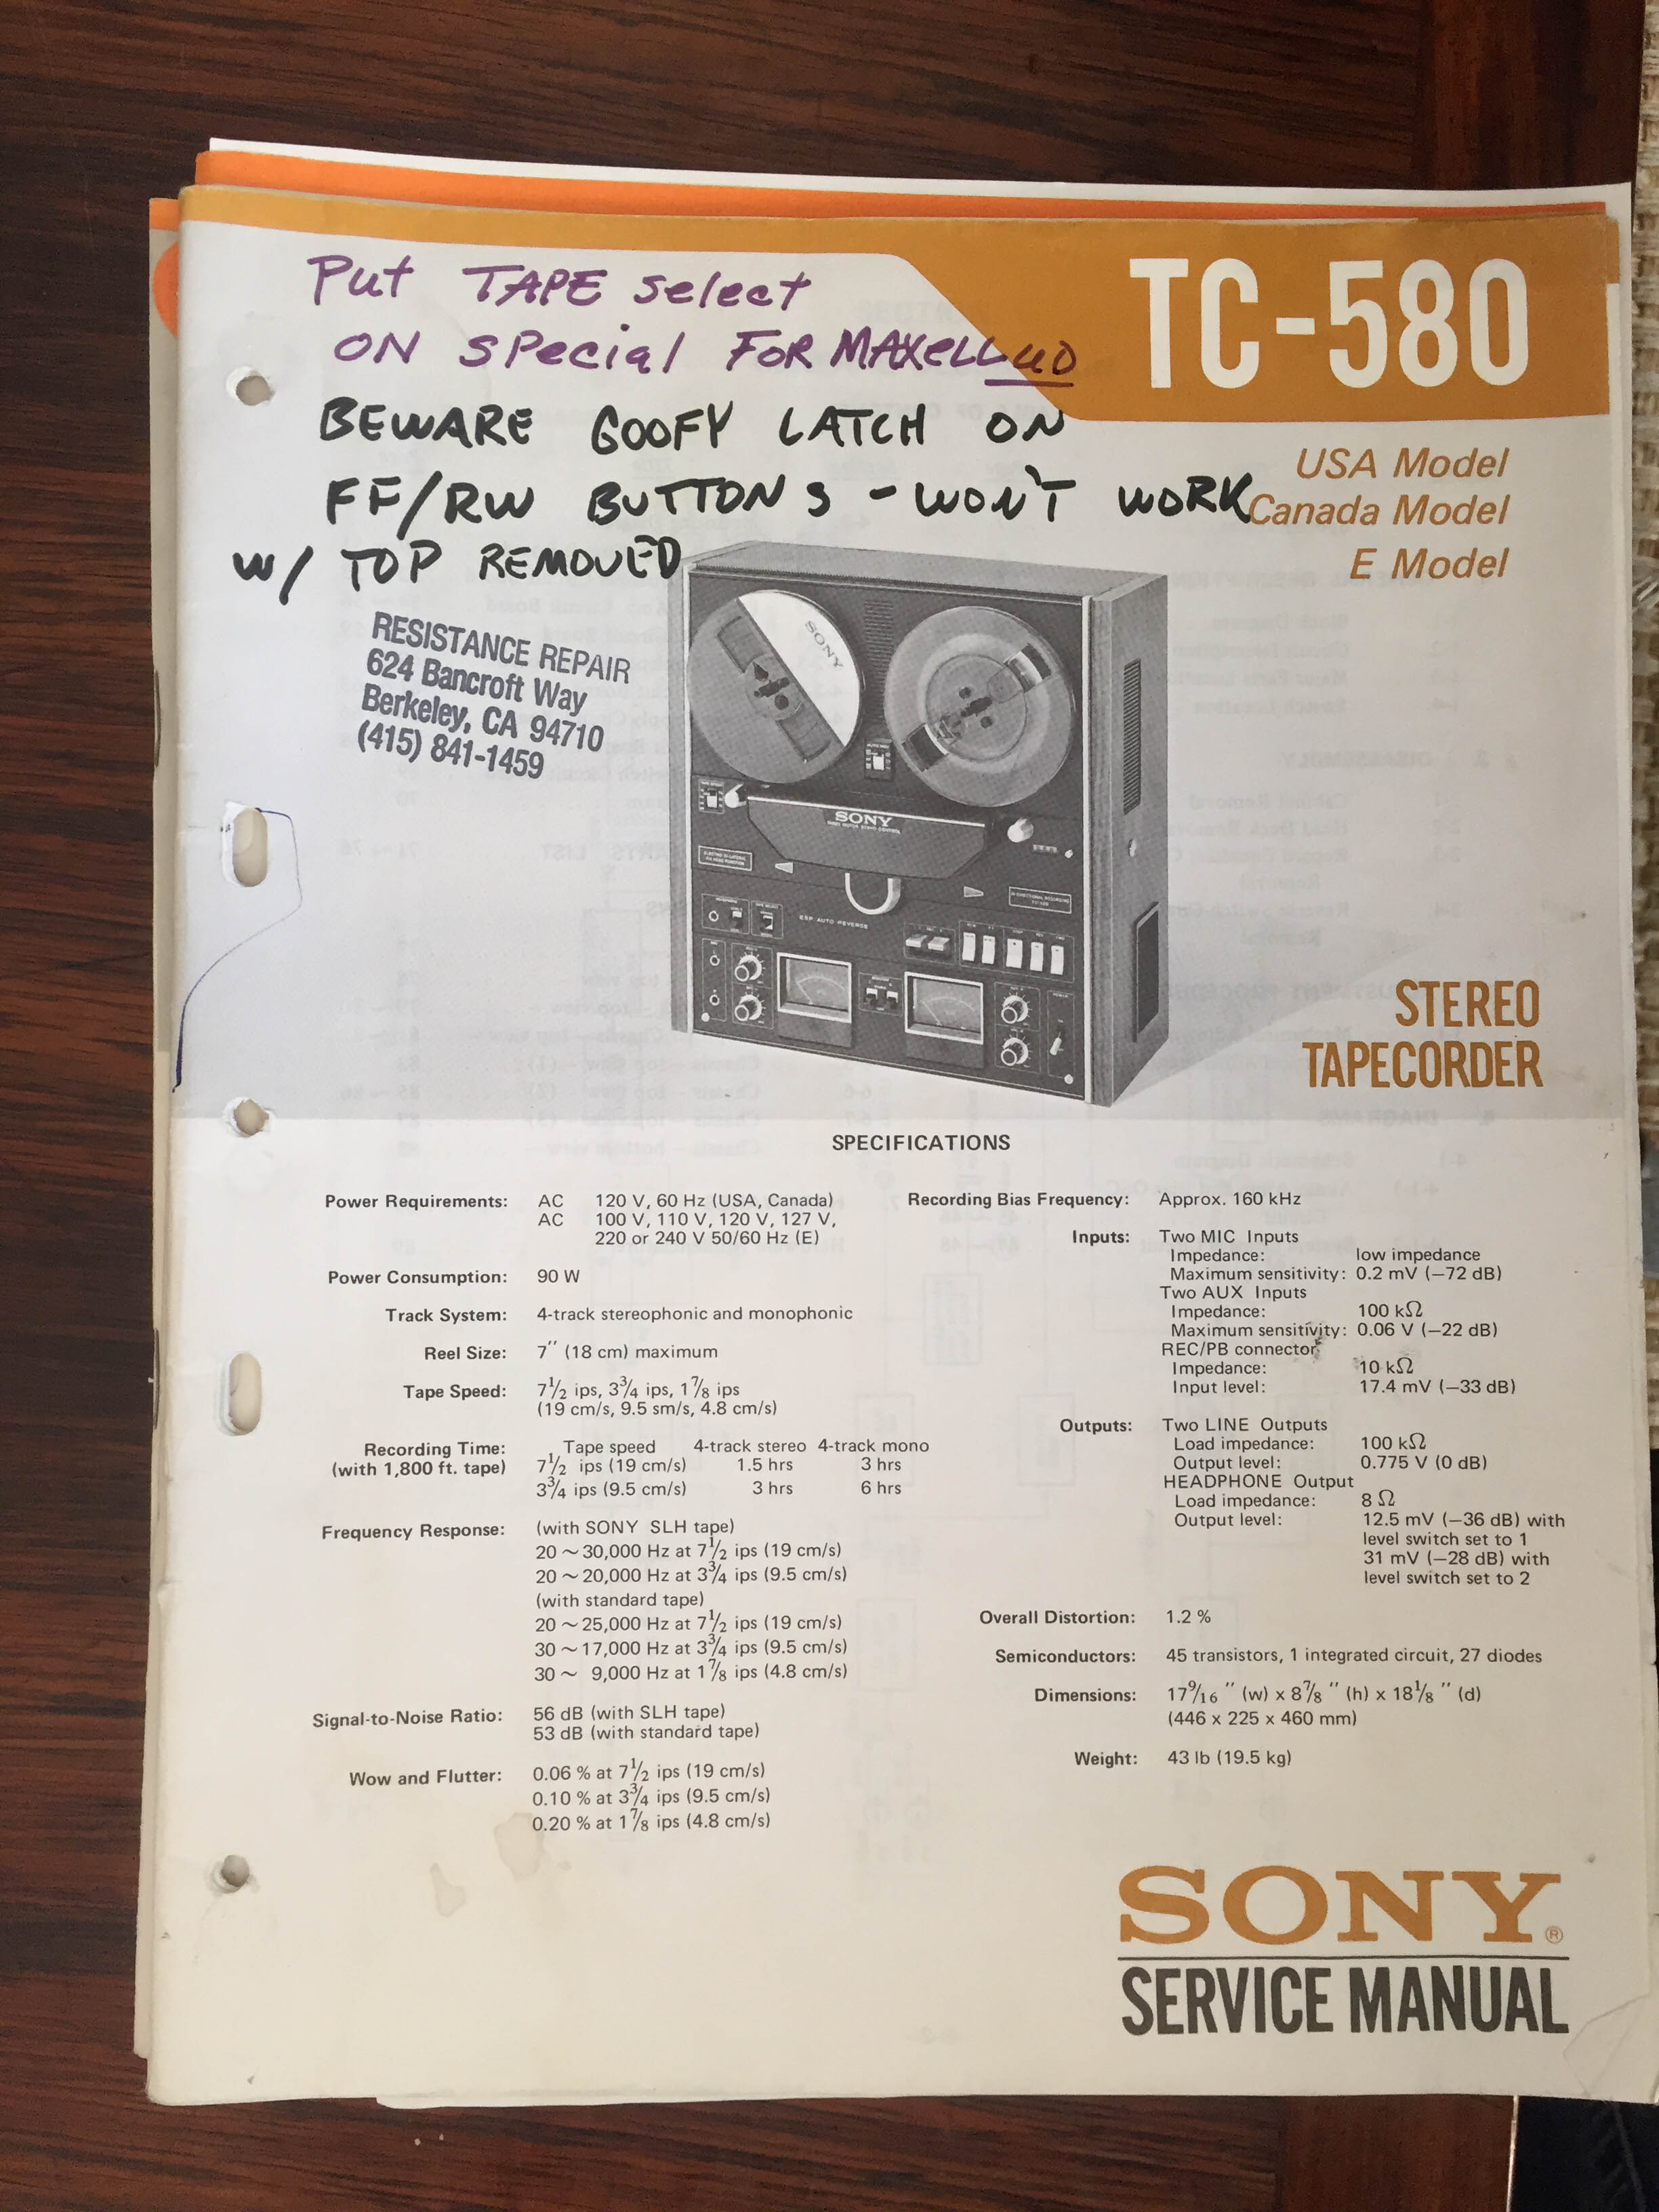 Put TAPE select
ON special FOR MAXELL UD
BEWARE GOOFY LATCH ON
FF/RW BUTTONS - WON'T WORK
W/ TOP REMOVED
TC-580
USA Model
Canada Model
E Model
RESISTANCE REPAIR
624 Bancroft Way
Berkeley, CA 94710
(415) 841-1459
SONY
SONY
ESP AUTO REVERSE
STEREO
TAPECORDER
SPECIFICATIONS
Power Requirements: AC 120 V, 60 Hz (USA, Canada)
AC 100 V, 110 V, 120 V, 127 V,
220 or 240 V 50/60 Hz (E)
Power Consumption: 90 W
Track System: 4-track stereophonic and monophonic
Reel Size: 7″ (18 cm) maximum
Tape Speed: 7½ ips, 3¾ ips, 1⅞ ips
(19 cm/s, 9.5 sm/s, 4.8 cm/s)
Recording Time: Tape speed 4-track stereo 4-track mono
(with 1,800 ft. tape) 7½ ips (19 cm/s) 1.5 hrs 3 hrs
3¾ ips (9.5 cm/s) 3 hrs 6 hrs
Frequency Response: (with SONY SLH tape)
20 ~ 30,000 Hz at 7½ ips (19 cm/s)
20 ~ 20,000 Hz at 3¾ ips (9.5 cm/s)
(with standard tape)
20 ~ 25,000 Hz at 7½ ips (19 cm/s)
30 ~ 17,000 Hz at 3¾ ips (9.5 cm/s)
30 ~ 9,000 Hz at 1⅞ ips (4.8 cm/s)
Signal-to-Noise Ratio: 56 dB (with SLH tape)
53 dB (with standard tape)
Wow and Flutter: 0.06 % at 7½ ips (19 cm/s)
0.10 % at 3¾ ips (9.5 cm/s)
0.20 % at 1⅞ ips (4.8 cm/s)
Recording Bias Frequency: Approx. 160 kHz
Inputs: Two MIC Inputs
Impedance: low impedance
Maximum sensitivity: 0.2 mV (−72 dB)
Two AUX Inputs
Impedance: 100 kΩ
Maximum sensitivity: 0.06 V (−22 dB)
REC/PB connector
Impedance: 10 kΩ
Input level: 17.4 mV (−33 dB)
Outputs: Two LINE Outputs
Load impedance: 100 kΩ
Output level: 0.775 V (0 dB)
HEADPHONE Output
Load impedance: 8 Ω
Output level: 12.5 mV (−36 dB) with
level switch set to 1
31 mV (−28 dB) with
level switch set to 2
Overall Distortion: 1.2 %
Semiconductors: 45 transistors, 1 integrated circuit, 27 diodes
Dimensions: 17 9/16 ″ (w) x 8⅞ ″ (h) x 18⅛ ″ (d)
(446 x 225 x 460 mm)
Weight: 43 lb (19.5 kg)
SONY®
SERVICE MANUAL